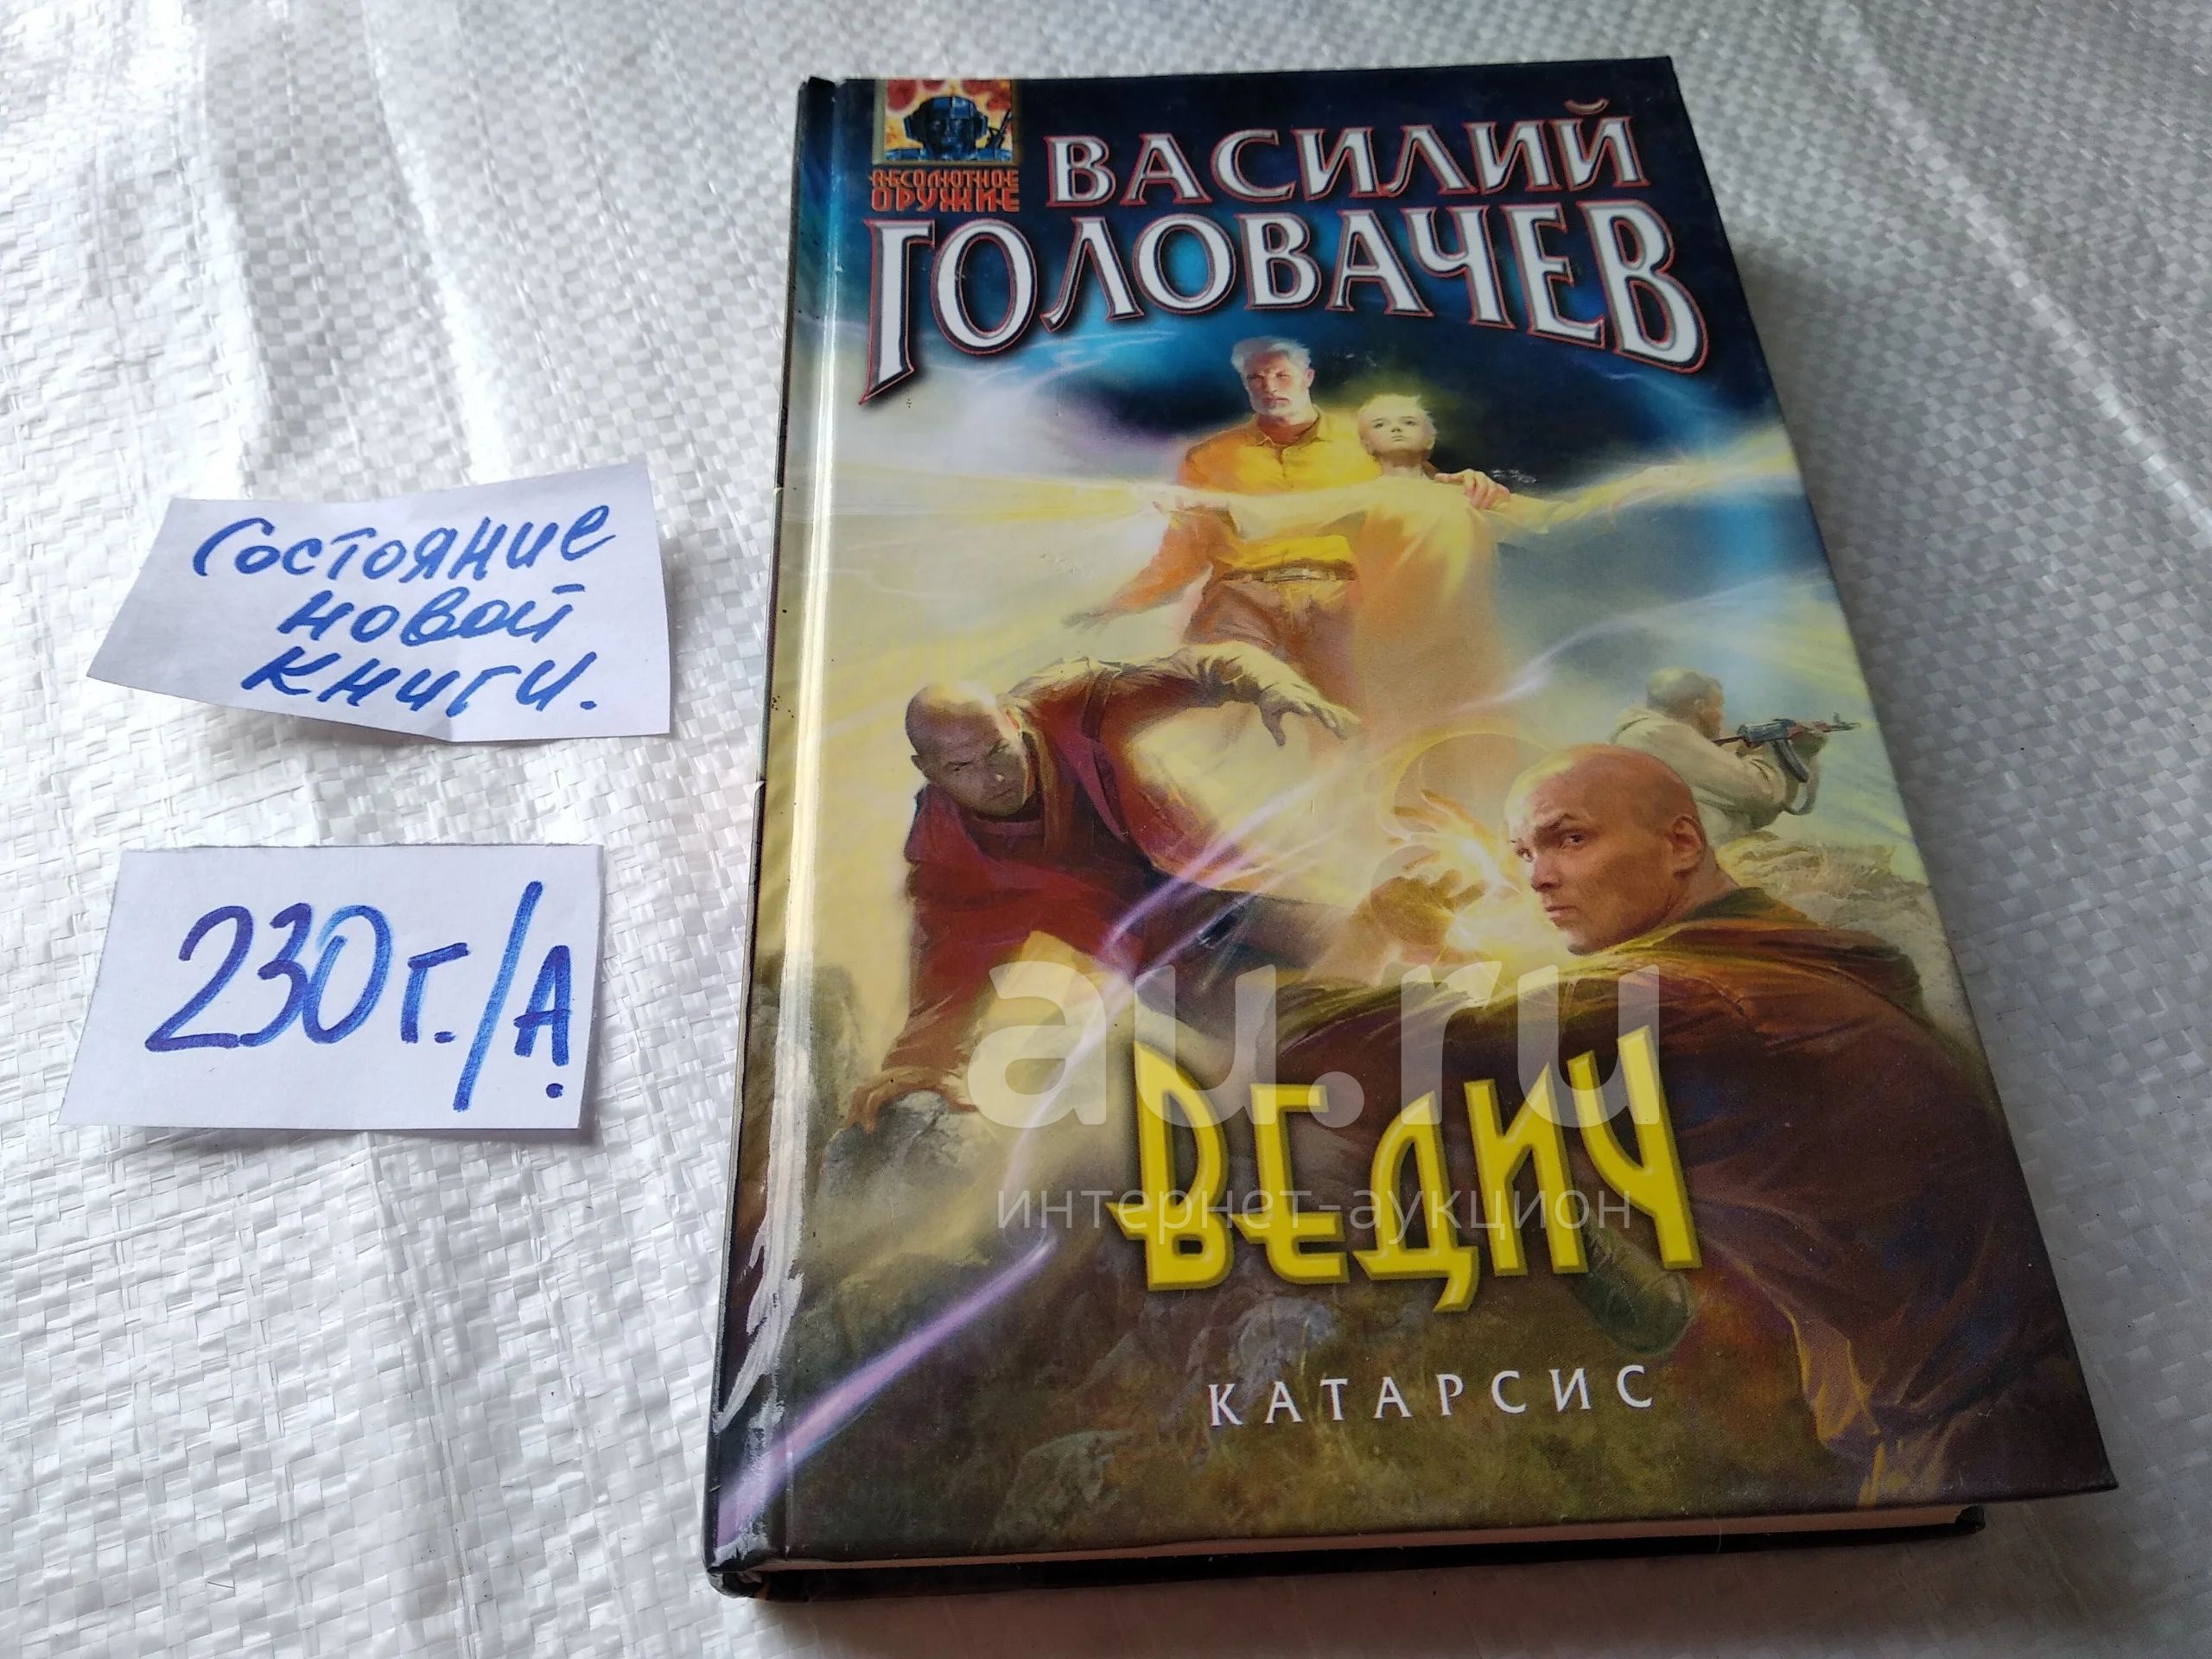 АБСОЛЮТНОЕ
ОРУЖИЕ
ВАСИЛИЙ
ГОЛОВАЧЕВ
Состояние
новой
книги.
230г./А
au.ru
ВЕДИЧ
интернет-аукцион
КАТАРСИС